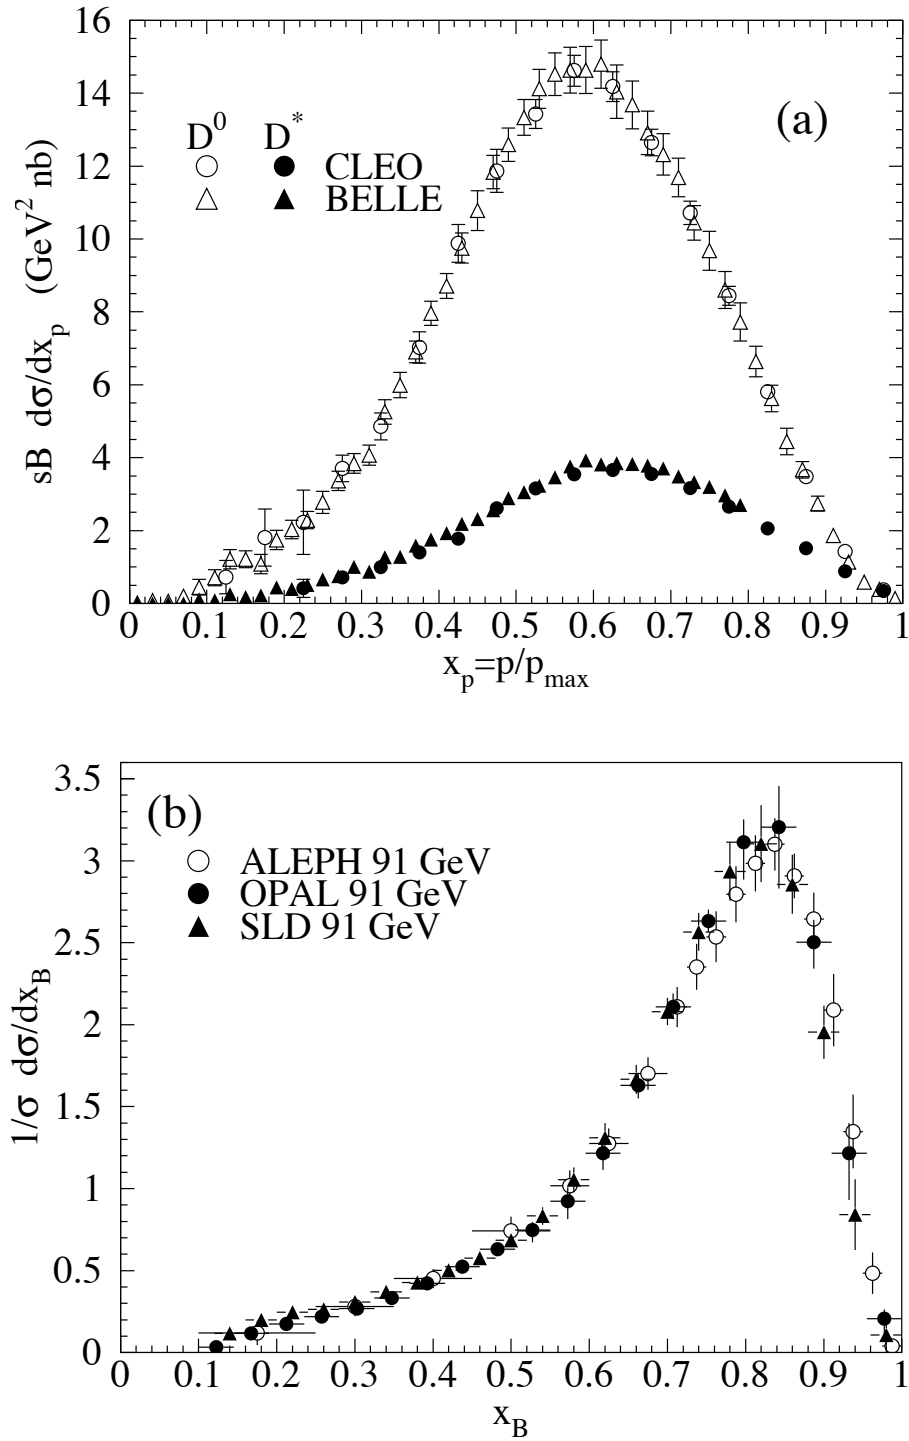 (a)
D⁰ D*
CLEO
BELLE
sB dσ/dx_p (GeV² nb)
16
14
12
10
8
6
4
2
0
0 0.1 0.2 0.3 0.4 0.5 0.6 0.7 0.8 0.9 1
x_p=p/p_max
(b)
ALEPH 91 GeV
OPAL 91 GeV
SLD 91 GeV
1/σ dσ/dx_B
3.5
3
2.5
2
1.5
1
0.5
0
0 0.1 0.2 0.3 0.4 0.5 0.6 0.7 0.8 0.9 1
x_B